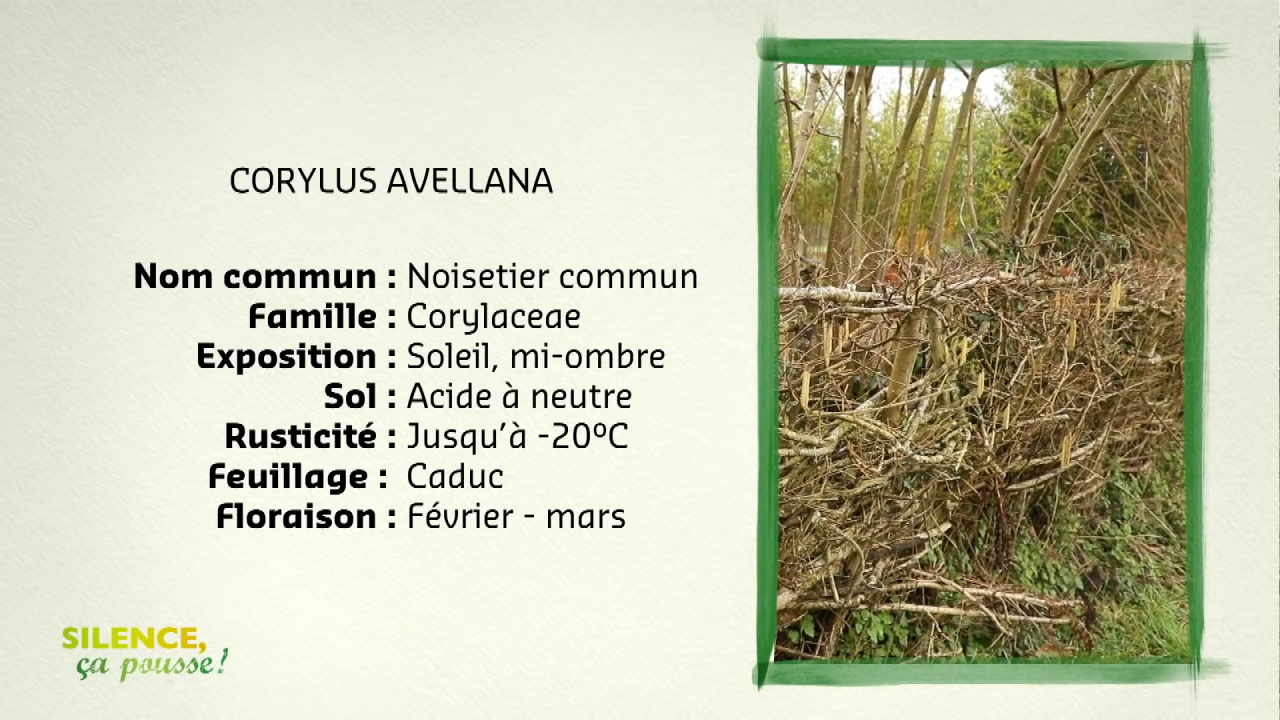 CORYLUS AVELLANA
Nom commun : Noisetier commun
Famille : Corylaceae
Exposition : Soleil, mi-ombre
Sol : Acide à neutre
Rusticité : Jusqu'à -20ºC
Feuillage : Caduc
Floraison : Février - mars
SILENCE,
ça pousse!